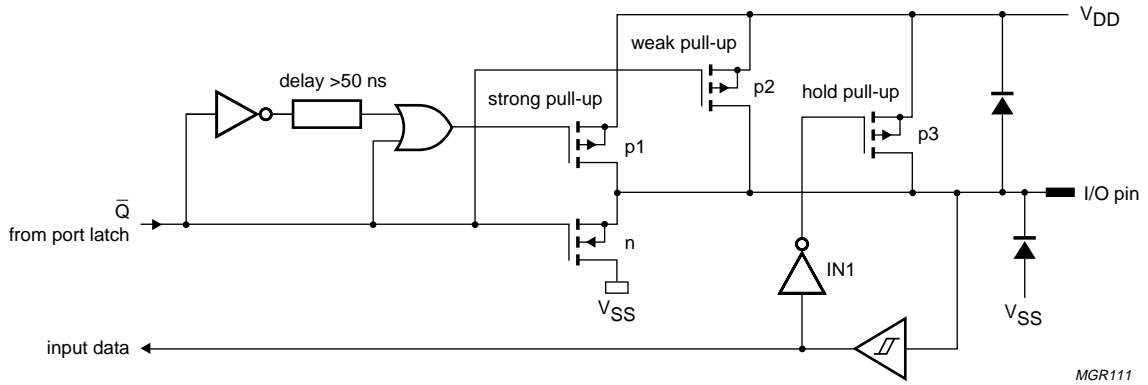 V_DD
weak pull-up
delay >50 ns
p2
strong pull-up
hold pull-up
p1
p3
Q̄
from port latch
I/O pin
n
IN1
V_SS
V_SS
input data
MGR111